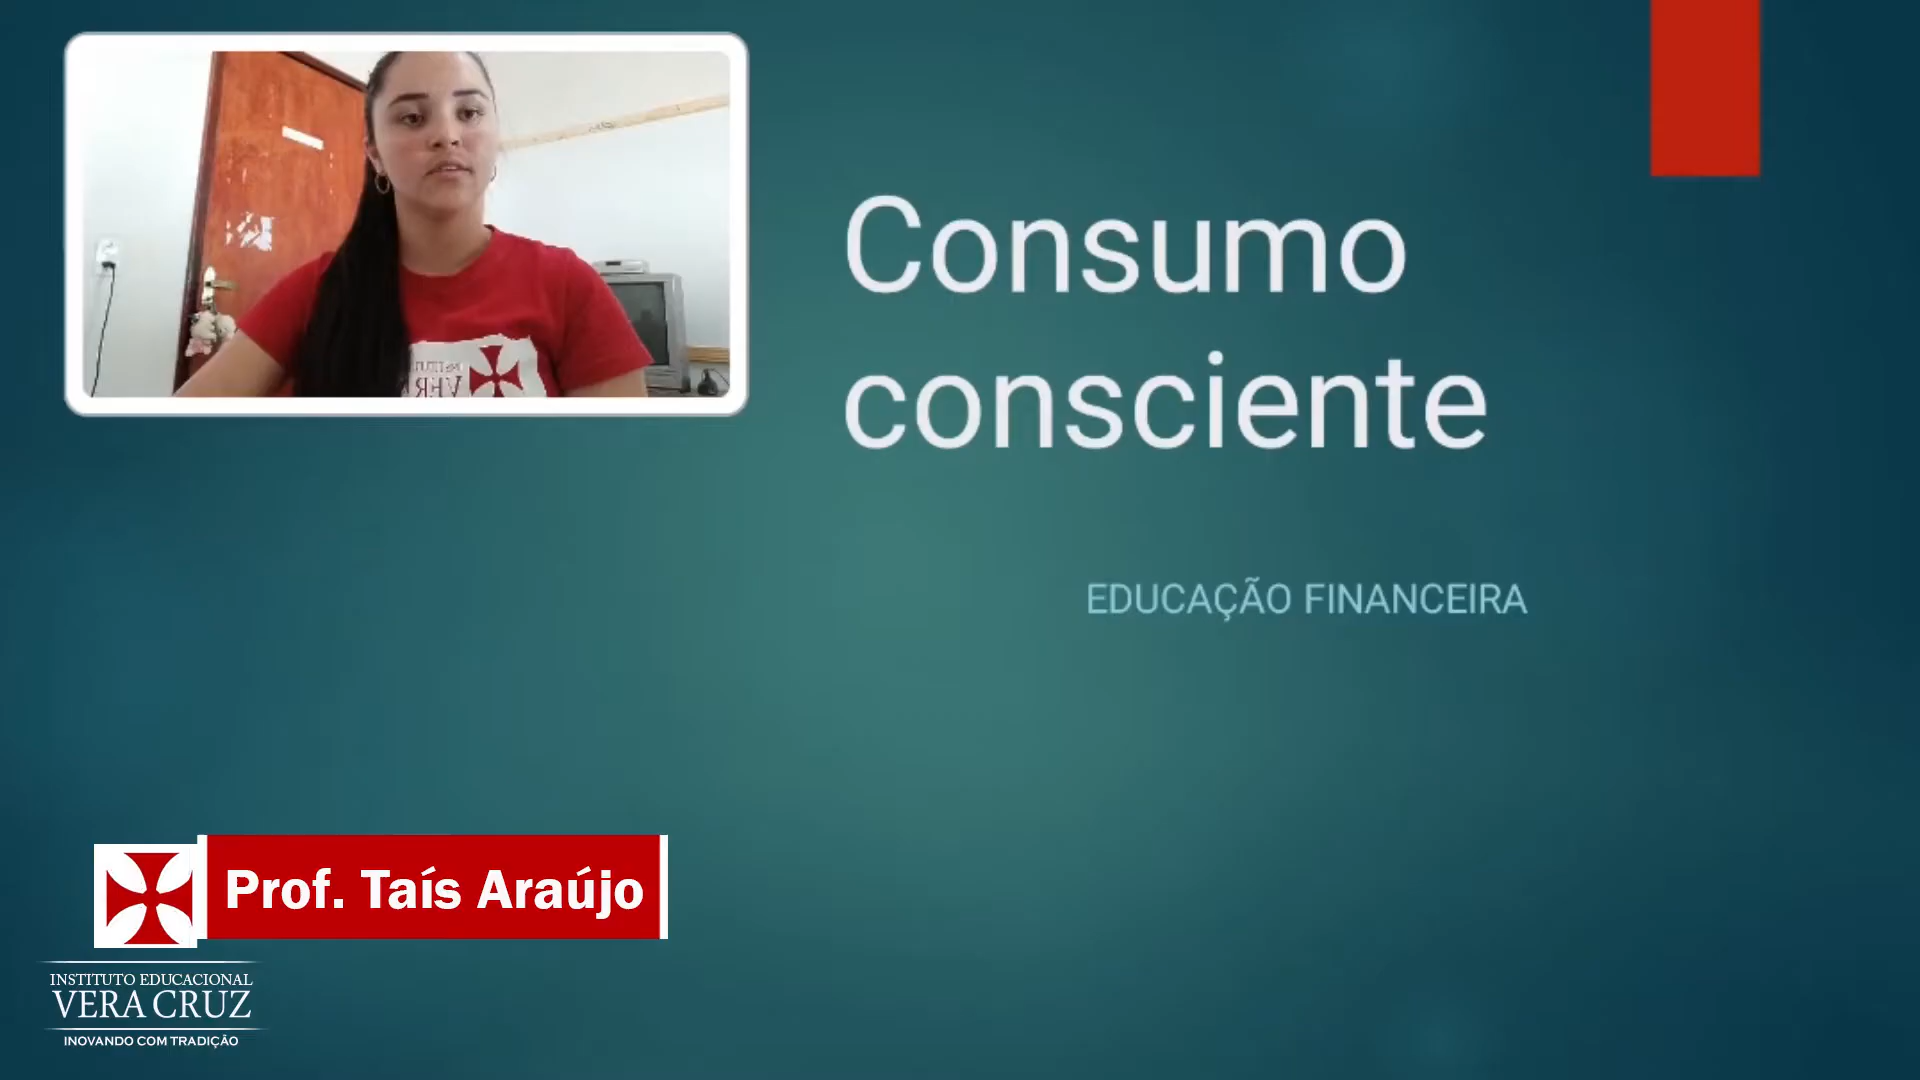 Consumo
consciente
EDUCAÇÃO FINANCEIRA
Prof. Taís Araújo
INSTITUTO EDUCACIONAL
VERA CRUZ
INOVANDO COM TRADIÇÃO